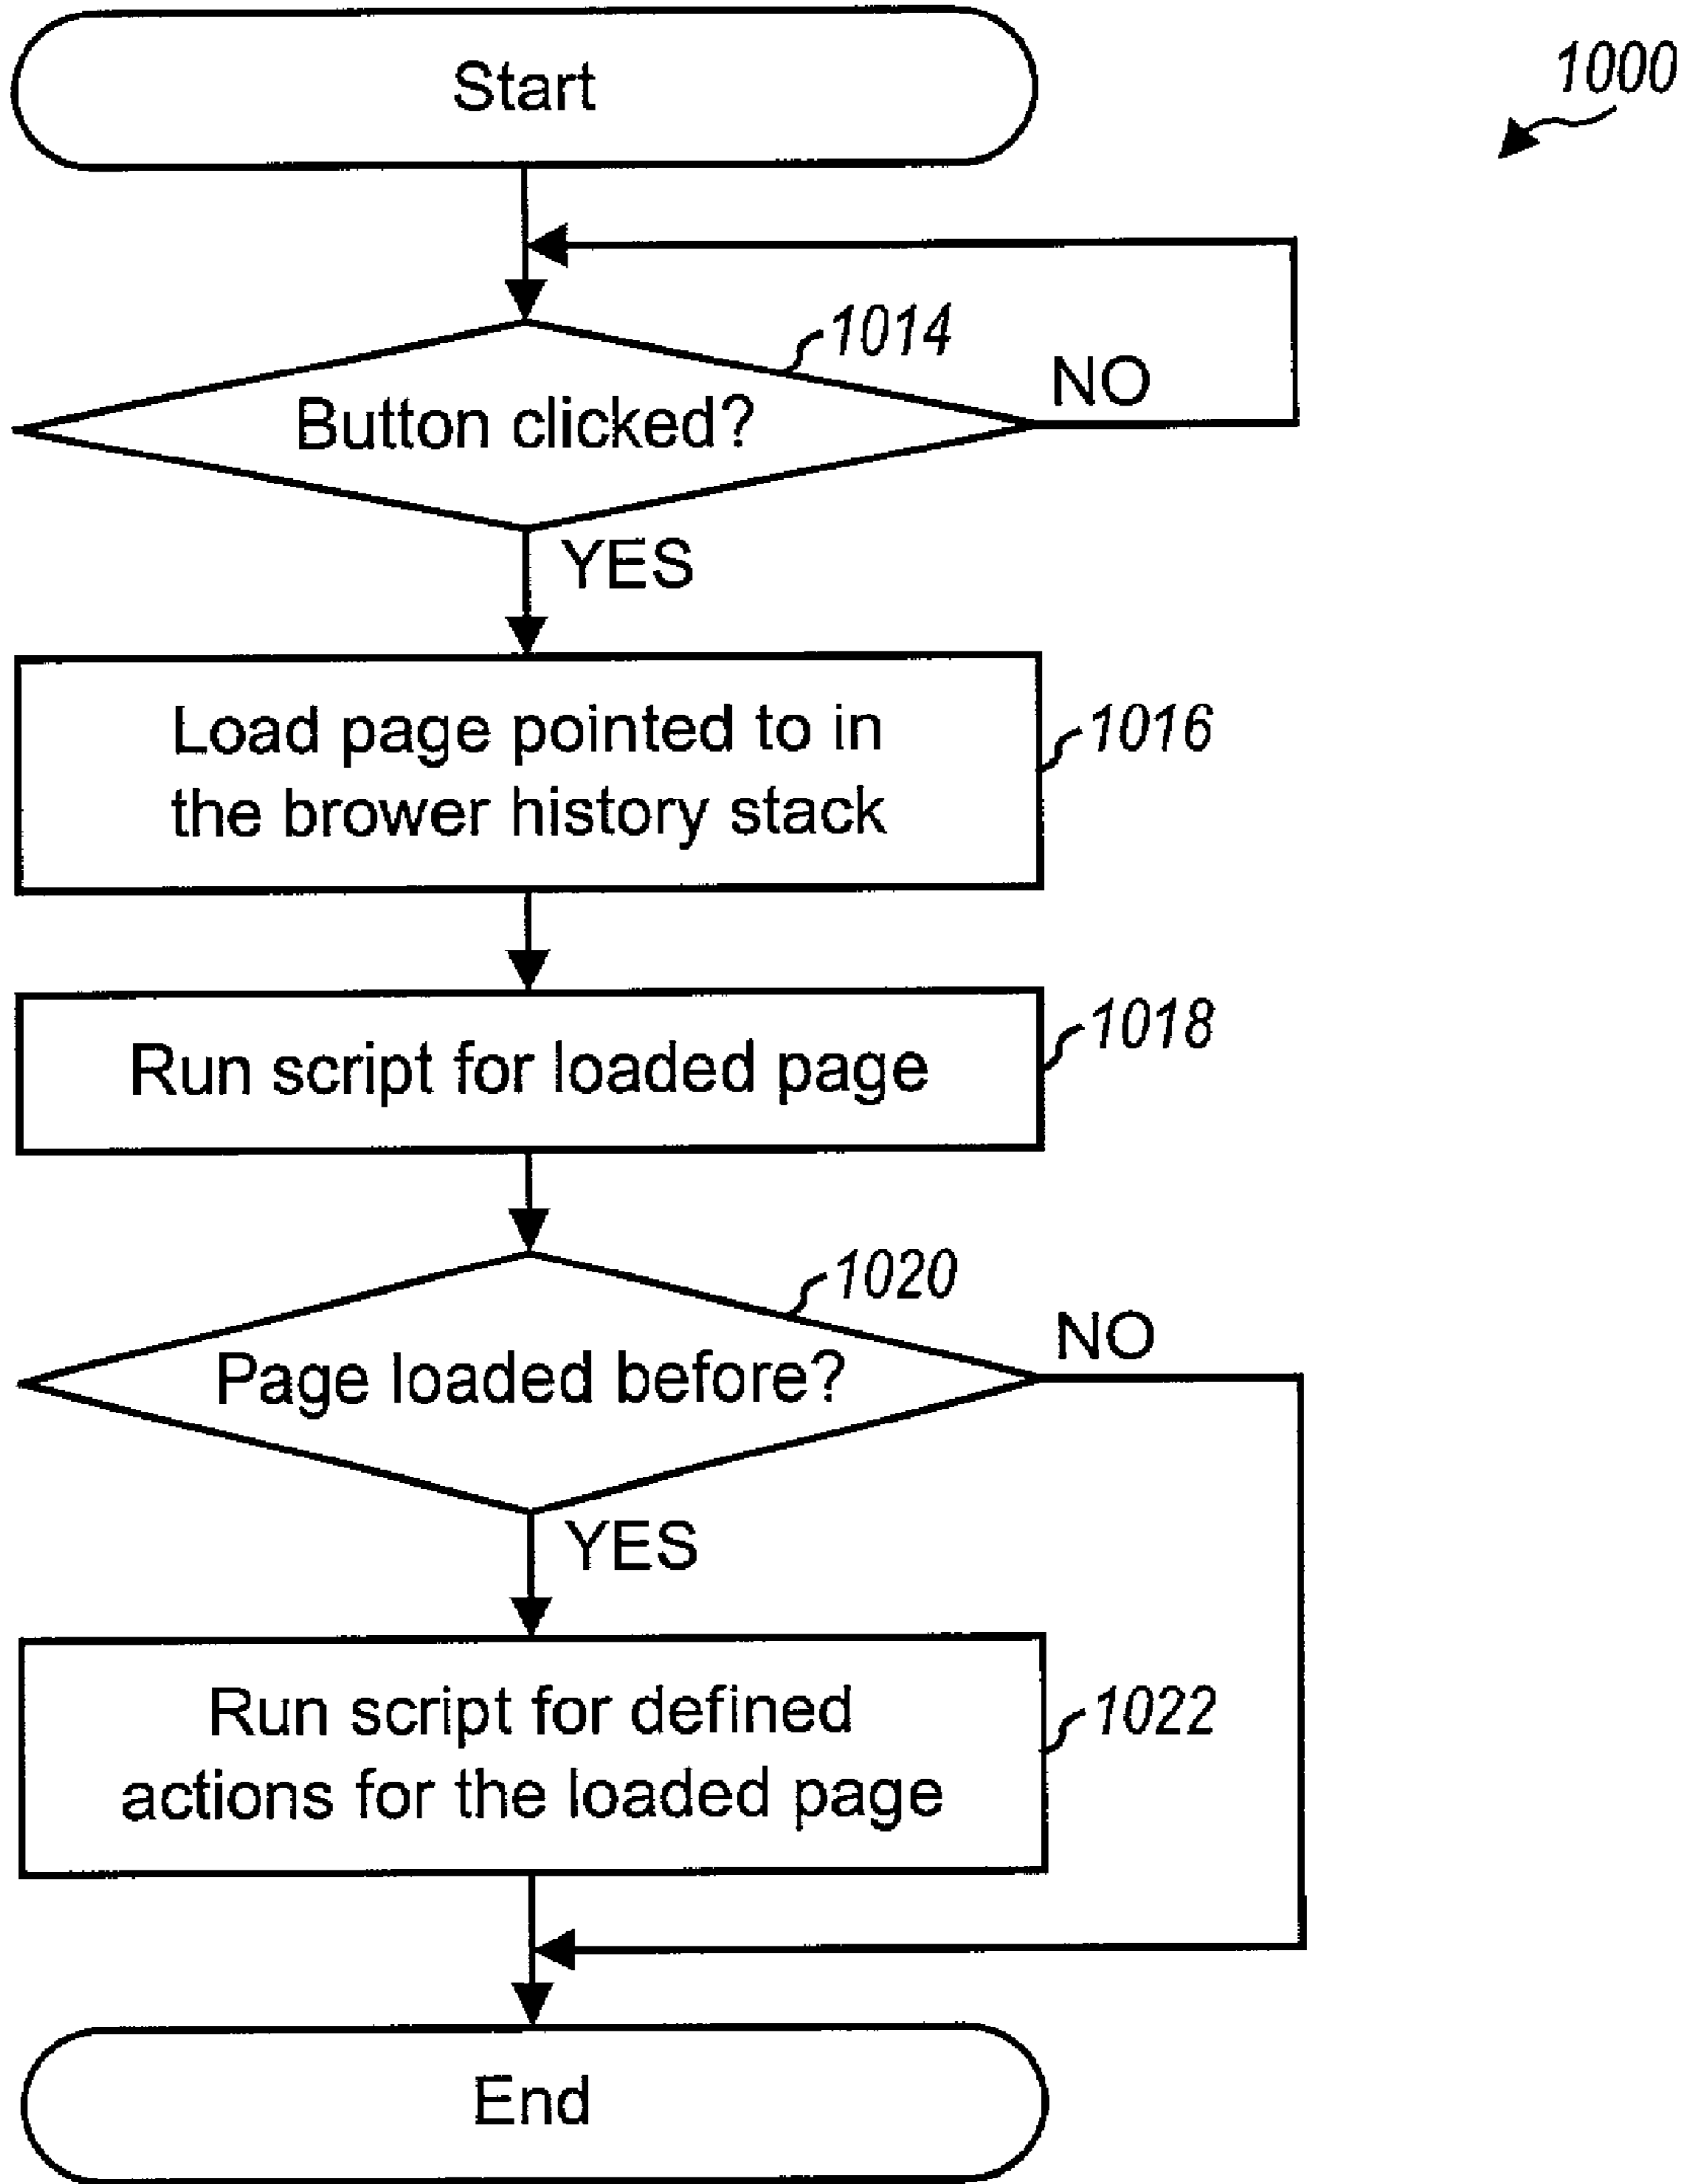 Start
1000
1014
NO
Button clicked?
YES
Load page pointed to in
the brower history stack
1016
Run script for loaded page
1018
1020
NO
Page loaded before?
YES
Run script for defined
actions for the loaded page
1022
End